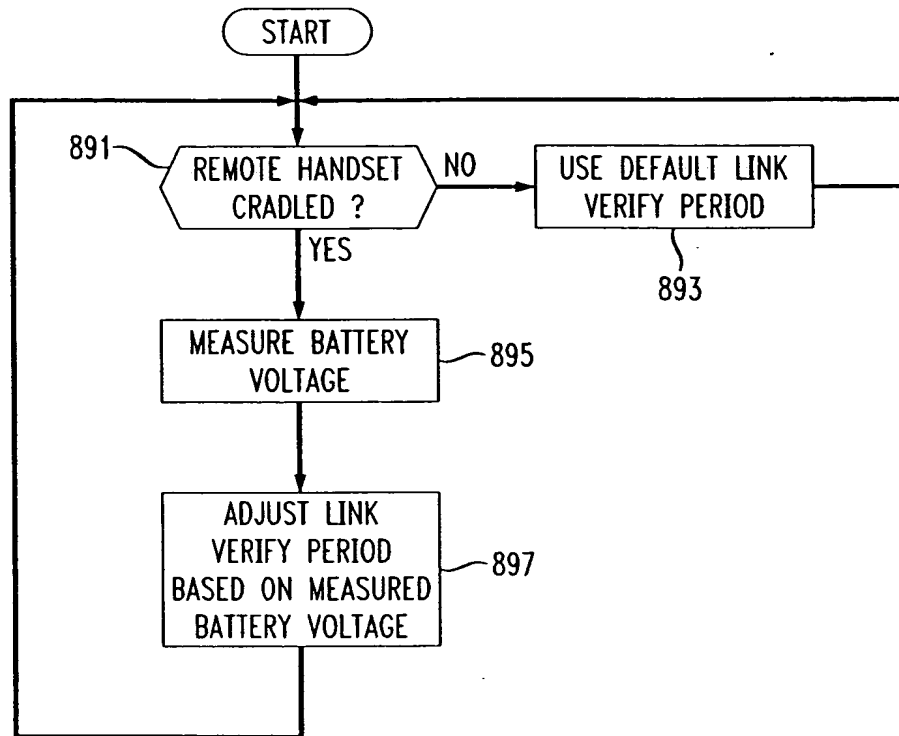 START
891
REMOTE HANDSET
CRADLED ?
NO
USE DEFAULT LINK
VERIFY PERIOD
893
YES
MEASURE BATTERY
VOLTAGE
895
ADJUST LINK
VERIFY PERIOD
BASED ON MEASURED
BATTERY VOLTAGE
897